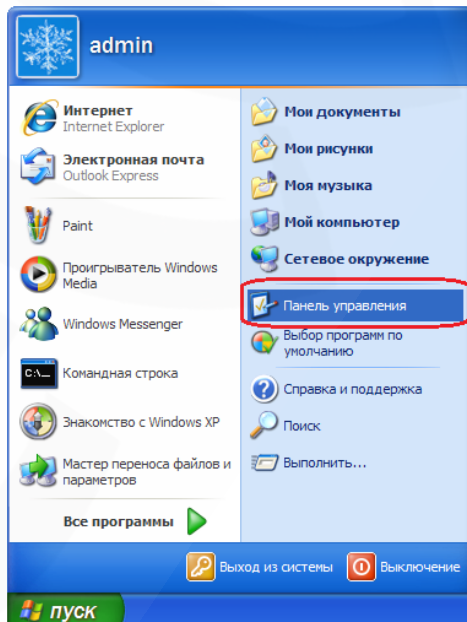 admin
Интернет
Internet Explorer
Электронная почта
Outlook Express
Paint
Проигрыватель Windows
Media
Windows Messenger
C:\_
Командная строка
Знакомство с Windows XP
Мастер переноса файлов и
параметров
Все программы
Мои документы
Мои рисунки
Моя музыка
Мой компьютер
Сетевое окружение
Панель управления
Выбор программ по
умолчанию
Справка и поддержка
Поиск
Выполнить...
Выход из системы
Выключение
пуск